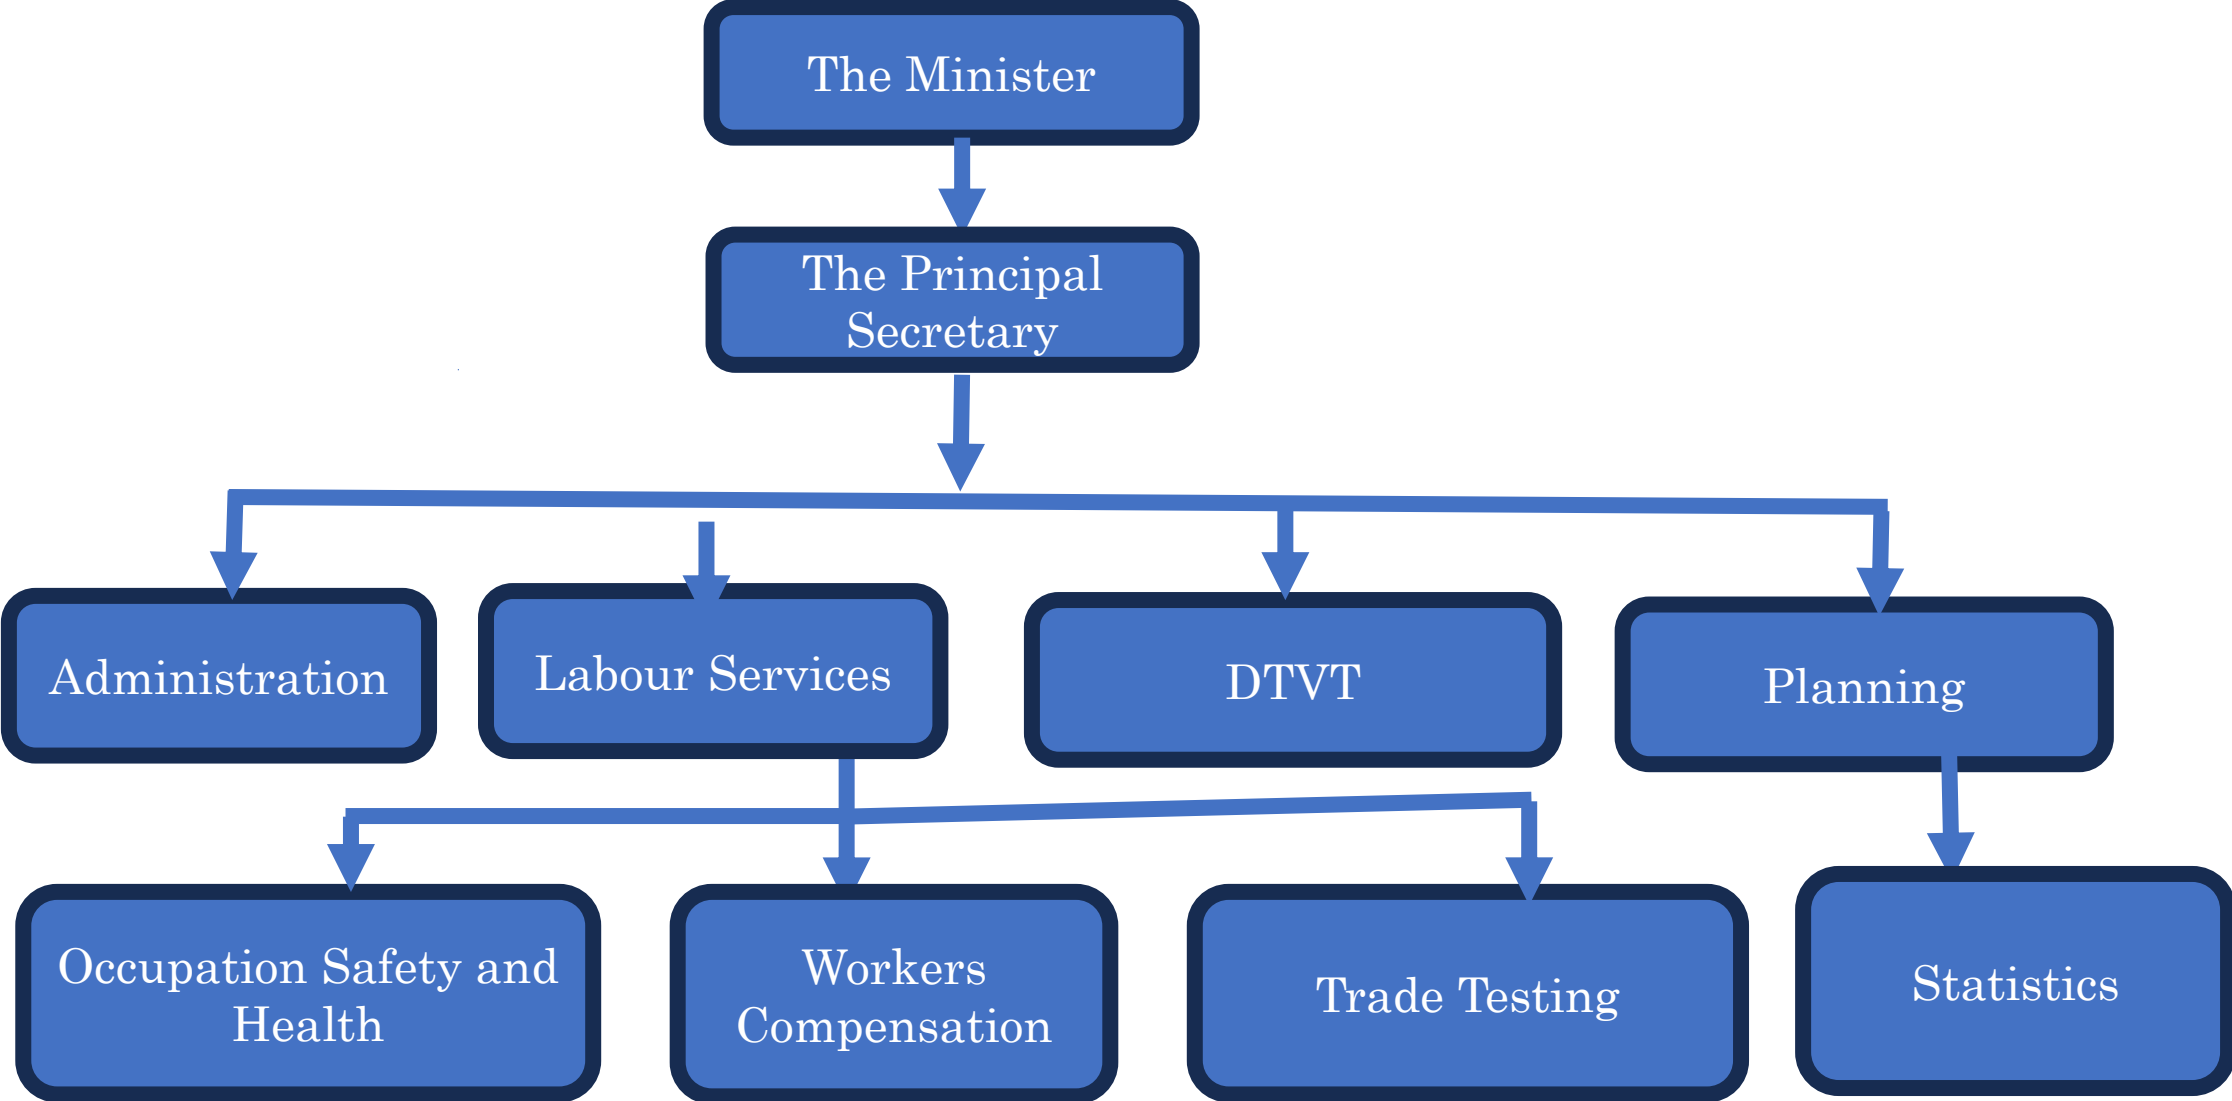 The Minister
The Principal
Secretary
Administration
Labour Services
DTVT
Planning
Occupation Safety and
Health
Workers
Compensation
Trade Testing
Statistics